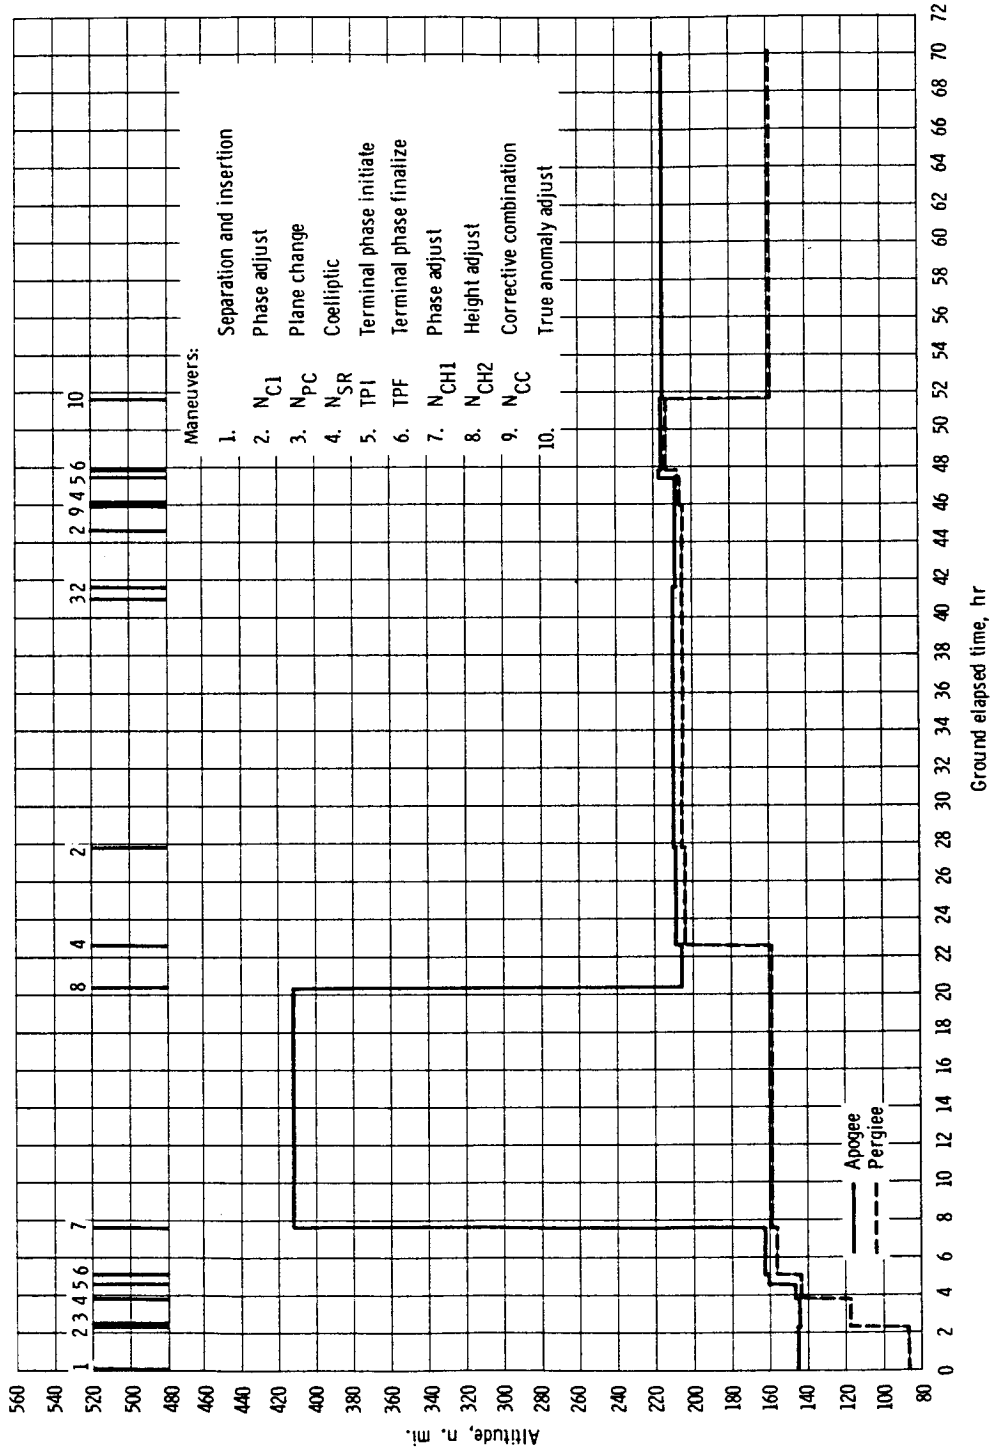 560
540
520
500
480
460
440
420
400
380
360
340
320
300
280
260
240
220
200
180
160
140
120
100
80
Altitude, n. mi.
1 2 3 4 5 6 7 8 4 2 3 2 2 9 4 5 6 10
Maneuvers:
1. Separation and insertion
2. NC1 Phase adjust
3. NPC Plane change
4. NSR Coelliptic
5. TPI Terminal phase initiate
6. TPF Terminal phase finalize
7. NCH1 Phase adjust
8. NCH2 Height adjust
9. NCC Corrective combination
10. True anomaly adjust
Apogee
Pergiee
0 2 4 6 8 10 12 14 16 18 20 22 24 26 28 30 32 34 36 38 40 42 44 46 48 50 52 54 56 58 60 62 64 66 68 70 72
Ground elapsed time, hr